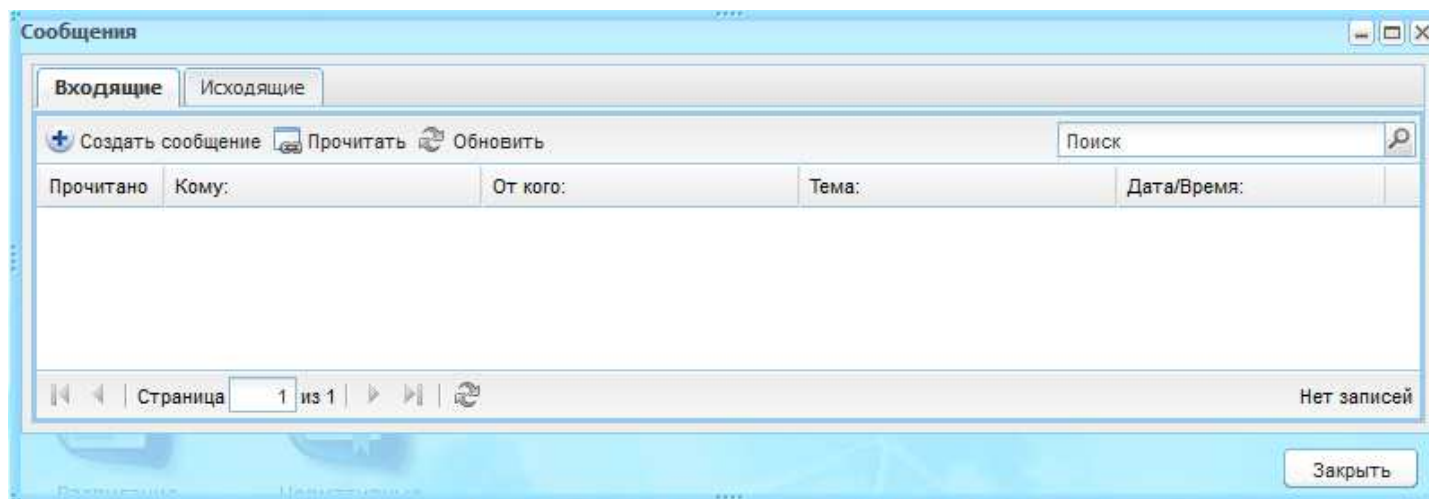 Сообщения
Входящие Исходящие
Создать сообщение Прочитать Обновить Поиск
Прочитано Кому: От кого: Тема: Дата/Время:
Страница 1 из 1 Нет записей
Закрыть